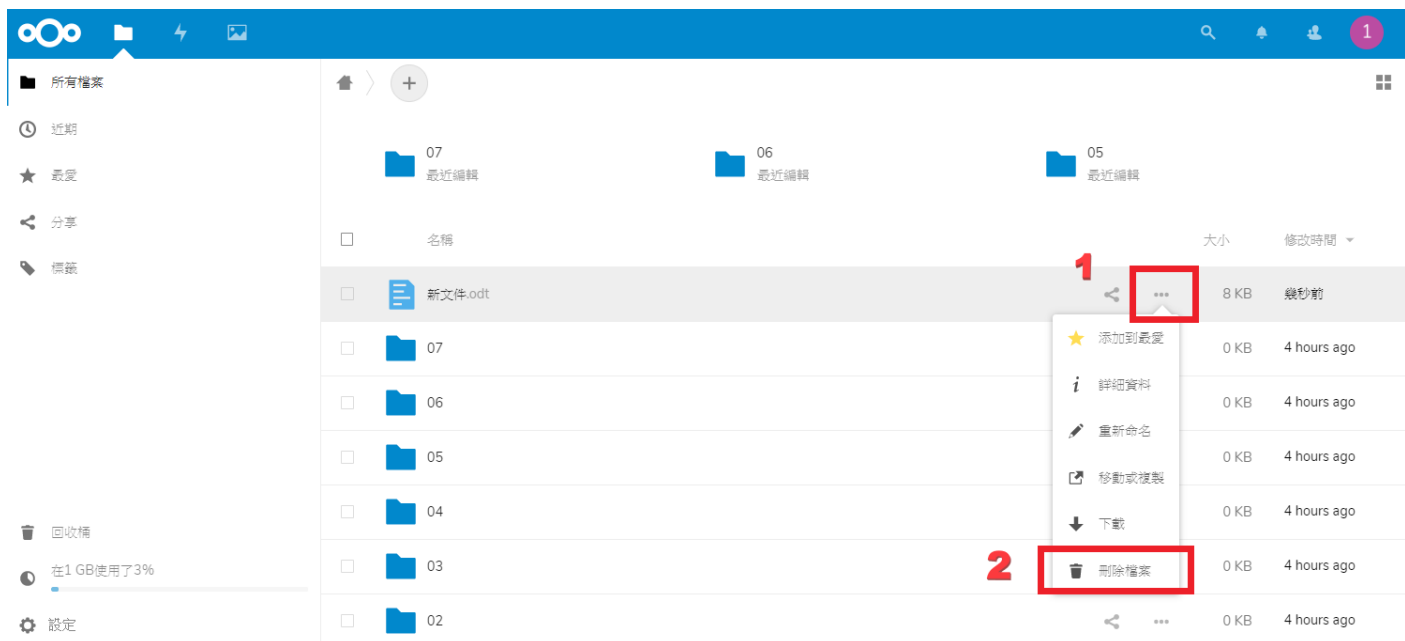 1
所有檔案
近期
最愛
分享
標籤
07
最近編輯
06
最近編輯
05
最近編輯
名稱
大小
修改時間
1
新文件.odt
8 KB
幾秒前
07
0 KB
4 hours ago
06
0 KB
4 hours ago
05
0 KB
4 hours ago
04
0 KB
4 hours ago
03
0 KB
4 hours ago
02
0 KB
4 hours ago
添加到最愛
詳細資料
重新命名
移動或複製
下載
2
刪除檔案
回收桶
在1 GB使用了3%
設定